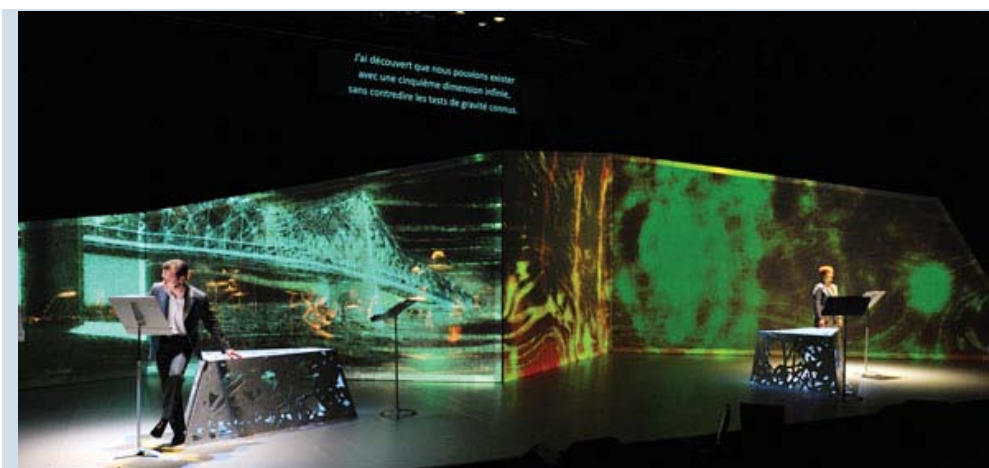 J'ai découvert que nous pouvions exister
avec une cinquième dimension infinie,
sans contredire les tests de gravité connus.